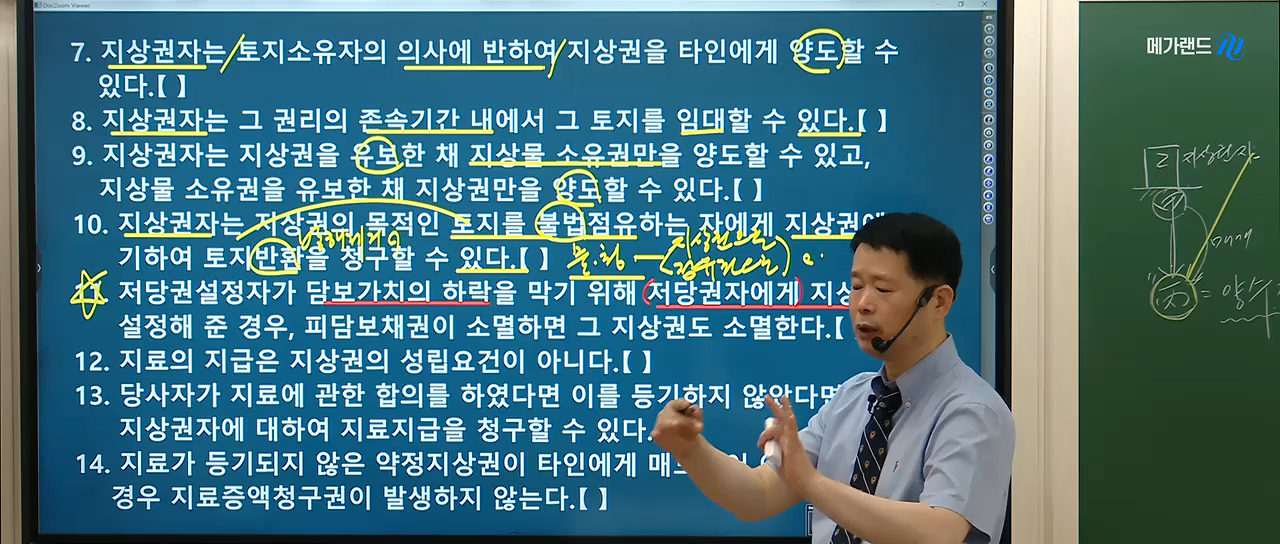 DocZoom Viewer
메가랜드
7. 지상권자는 토지소유자의 의사에 반하여 지상권을 타인에게 양도할 수
있다.【 】
8. 지상권자는 그 권리의 존속기간 내에서 그 토지를 임대할 수 있다.【 】
9. 지상권자는 지상권을 유보한 채 지상물 소유권만을 양도할 수 있고,
지상물 소유권을 유보한 채 지상권만을 양도할 수 있다.【 】
10. 지상권자는 지상권의 목적인 토지를 불법점유하는 자에게 지상권에
기하여 토지반환을 청구할 수 있다.【 】
저당권설정자가 담보가치의 하락을 막기 위해 저당권자에게 지상
설정해 준 경우, 피담보채권이 소멸하면 그 지상권도 소멸한다.【
12. 지료의 지급은 지상권의 성립요건이 아니다.【 】
13. 당사자가 지료에 관한 합의를 하였다면 이를 등기하지 않았다면
지상권자에 대하여 지료지급을 청구할 수 있다.
14. 지료가 등기되지 않은 약정지상권이 타인에게
경우 지료증액청구권이 발생하지 않는다.【 】
지상권자
매매